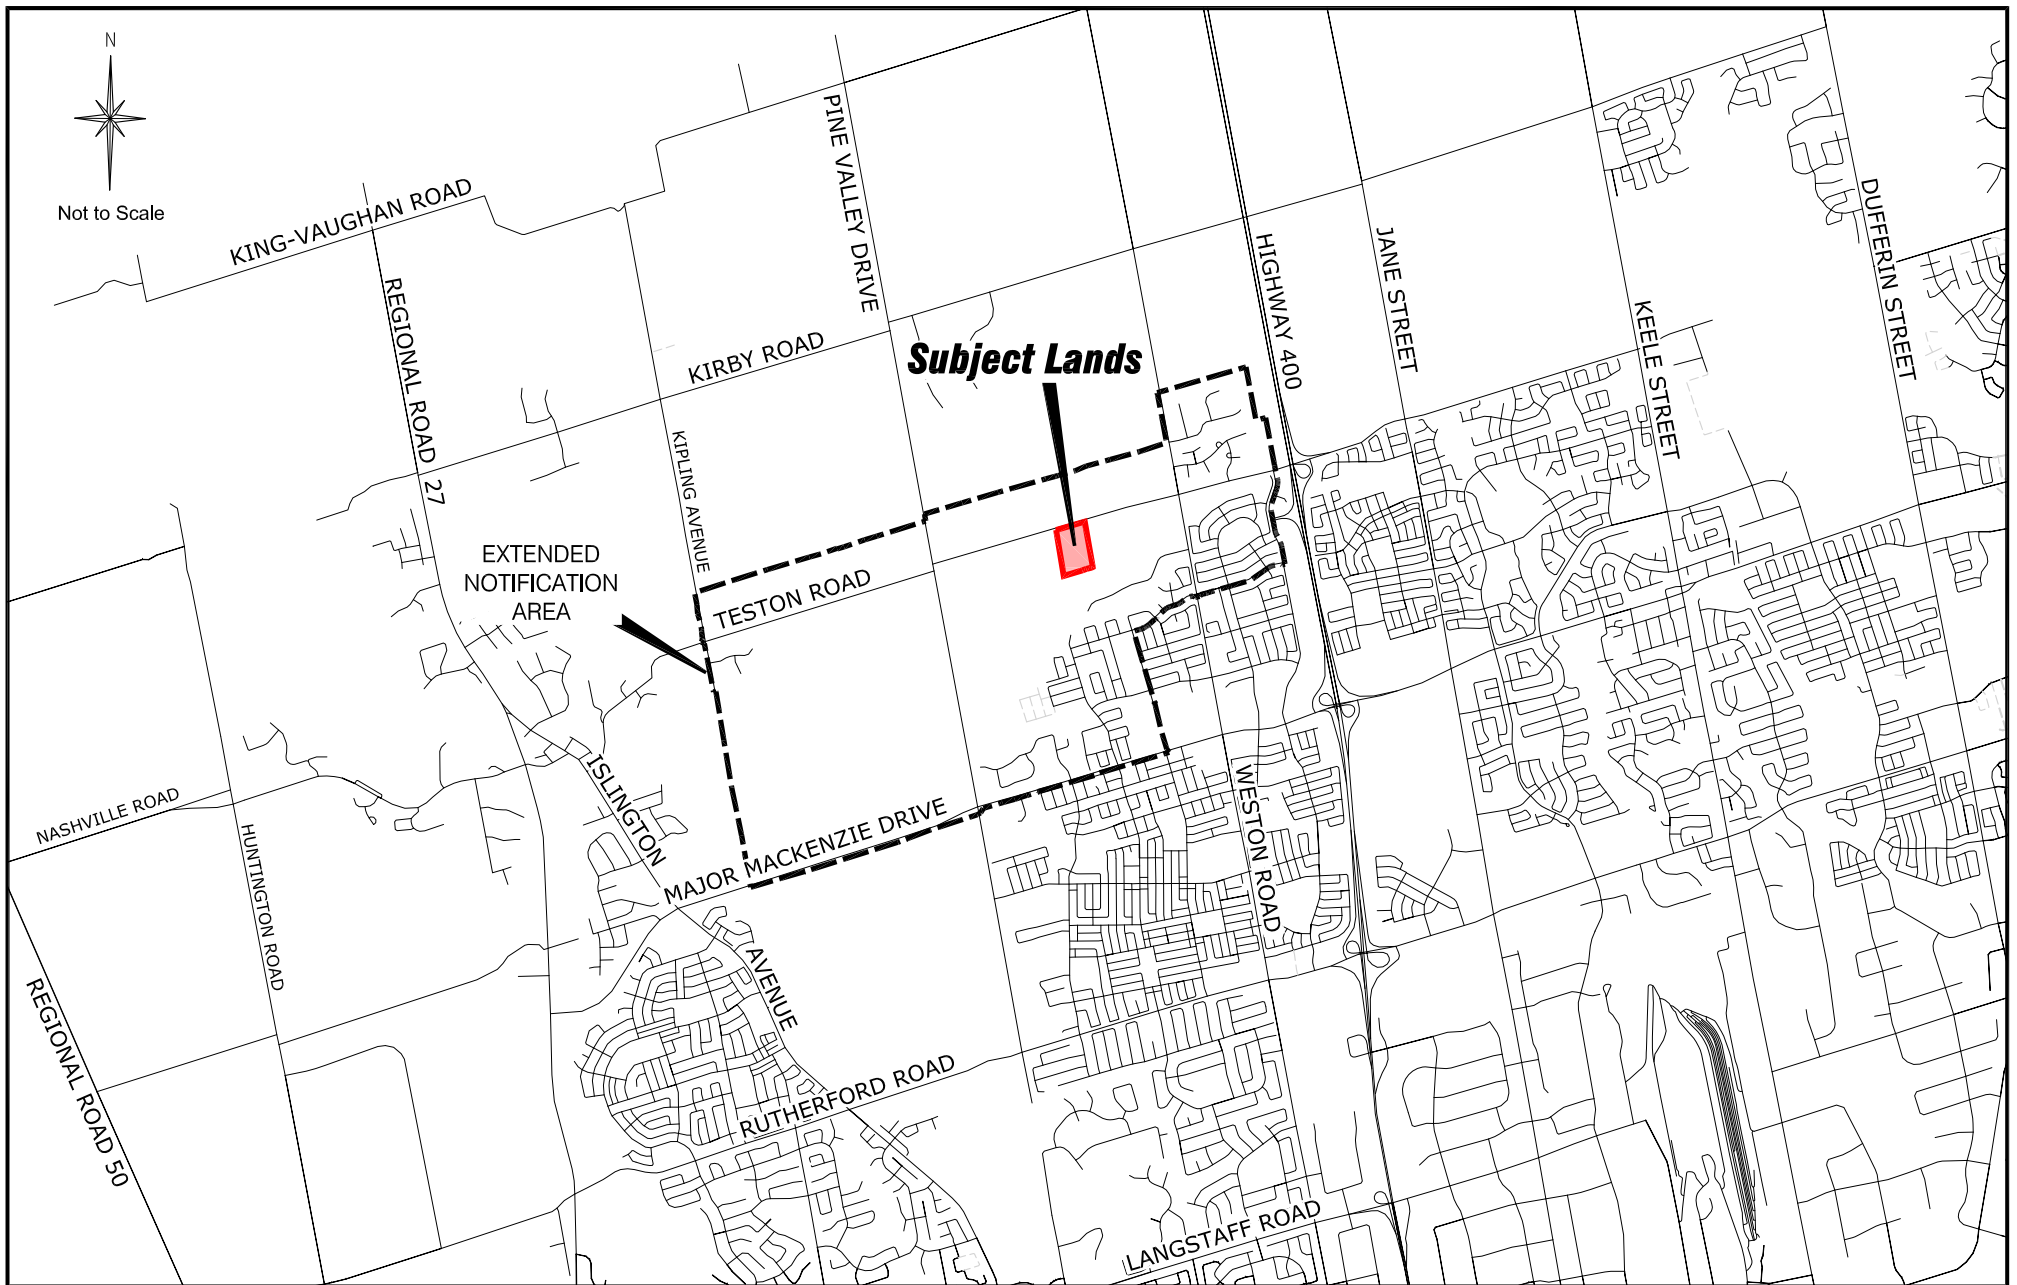 N
Not to Scale
KING-VAUGHAN ROAD
PINE VALLEY DRIVE
REGIONAL ROAD 27
HIGHWAY 400
JANE STREET
DUFFERIN STREET
KEELE STREET
KIRBY ROAD
Subject Lands
KIPLING AVENUE
EXTENDED
NOTIFICATION
AREA
TESTON ROAD
ISLINGTON
AVENUE
NASHVILLE ROAD
HUNTINGTON ROAD
MAJOR MACKENZIE DRIVE
WESTON ROAD
REGIONAL ROAD 50
RUTHERFORD ROAD
LANGSTAFF ROAD